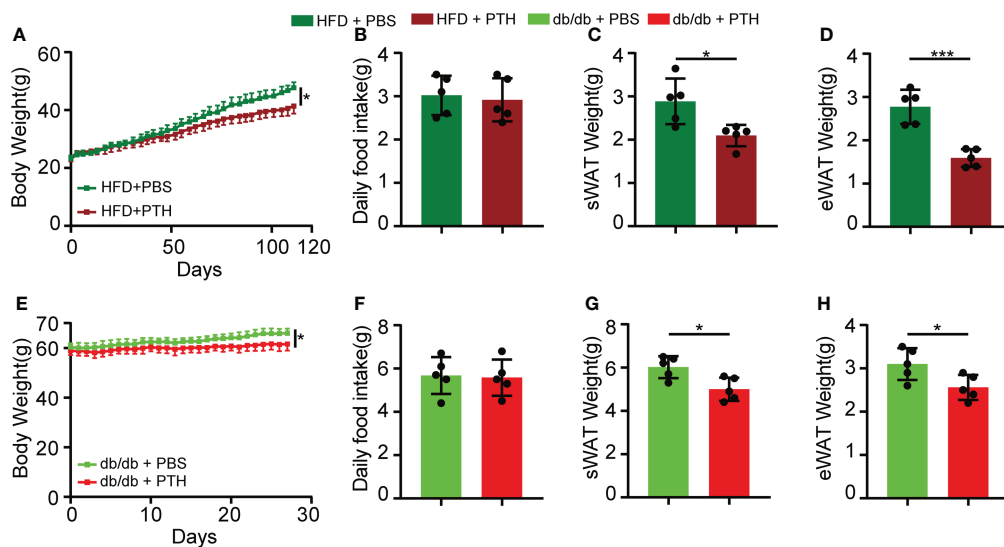 HFD + PBS HFD + PTH db/db + PBS db/db + PTH
A
Body Weight(g)
60
40
20
0
HFD+PBS
HFD+PTH
*
0 50 100 120
Days
B
Daily food intake(g)
4
3
2
1
0
C
sWAT Weight(g)
4
3
2
1
0
*
D
eWAT Weight(g)
4
3
2
1
0
***
E
Body Weight(g)
70
60
70
60
0
db/db + PBS
db/db + PTH
*
0 10 20 30
Days
F
Daily food intake(g)
8
6
4
2
0
G
sWAT Weight(g)
8
6
4
2
0
*
H
eWAT Weight(g)
4
3
2
1
0
*